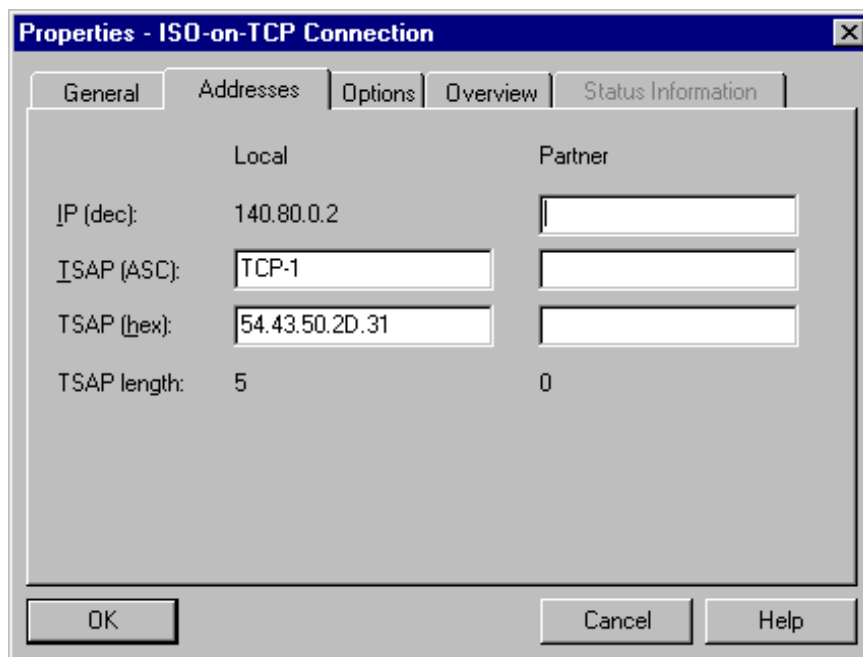 Properties - ISO-on-TCP Connection
General Addresses Options Overview Status Information
Local Partner
IP (dec): 140.80.0.2
TSAP (ASC): TCP-1
TSAP (hex): 54.43.50.2D.31
TSAP length: 5 0
OK Cancel Help